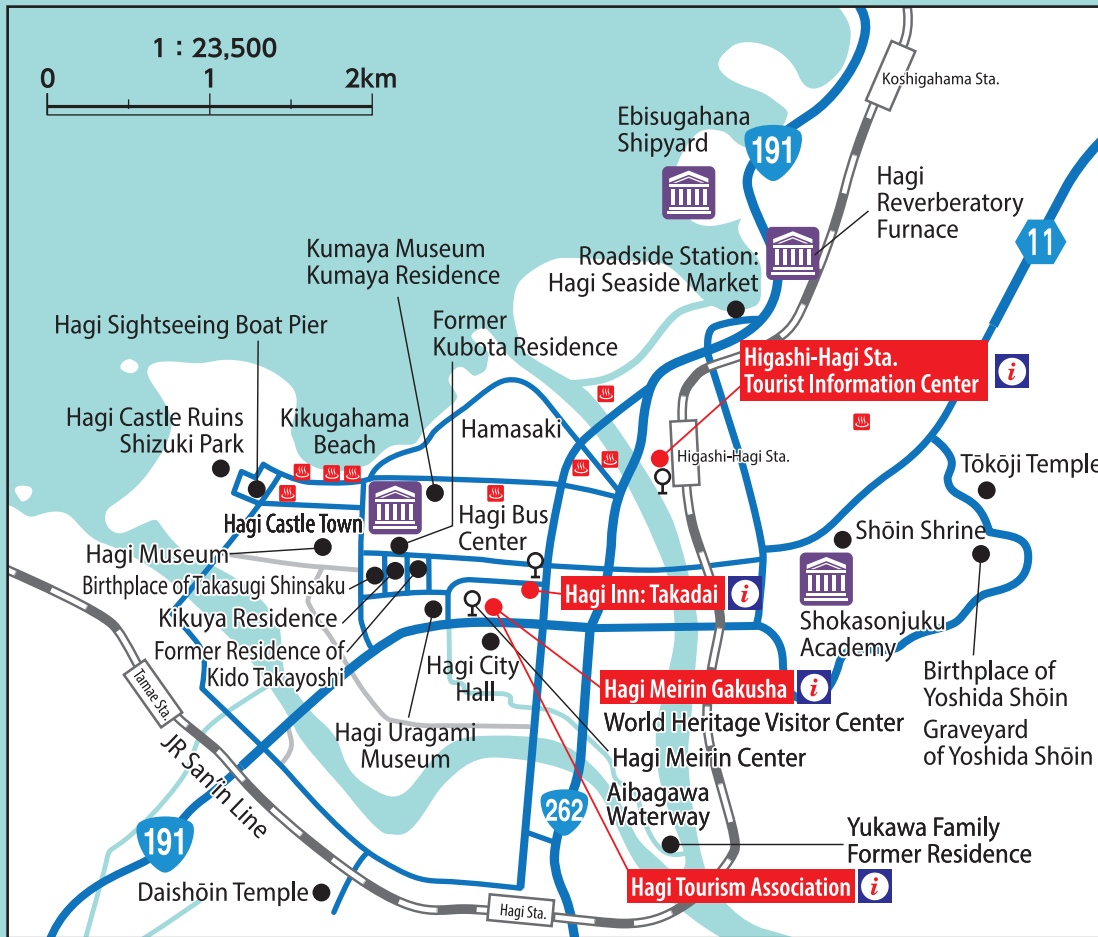 1：23,500
0 1 2km
Koshigahama Sta.
Ebisugahana
Shipyard
191
Hagi
Reverberatory
Furnace
11
Kumaya Museum
Kumaya Residence
Roadside Station:
Hagi Seaside Market
Hagi Sightseeing Boat Pier
Former
Kubota Residence
Higashi-Hagi Sta.
Tourist Information Center
i
Hagi Castle Ruins
Shizuki Park
Kikugahama
Beach
Hamasaki
Higashi-Hagi Sta.
Tōkōji Temple
Hagi Castle Town
Hagi Bus
Center
Shōin Shrine
Hagi Museum
Birthplace of Takasugi Shinsaku
Hagi Inn: Takadai
i
Kikuya Residence
Shokasonjuku
Academy
Former Residence of
Kido Takayoshi
Hagi City
Hall
Hagi Meirin Gakusha
i
World Heritage Visitor Center
Birthplace of
Yoshida Shōin
Graveyard
of Yoshida Shōin
Tamae Sta.
Hagi Uragami
Museum
Hagi Meirin Center
JR San'in Line
Aibagawa
Waterway
262
191
Yukawa Family
Former Residence
Daishōin Temple
Hagi Tourism Association
i
Hagi Sta.